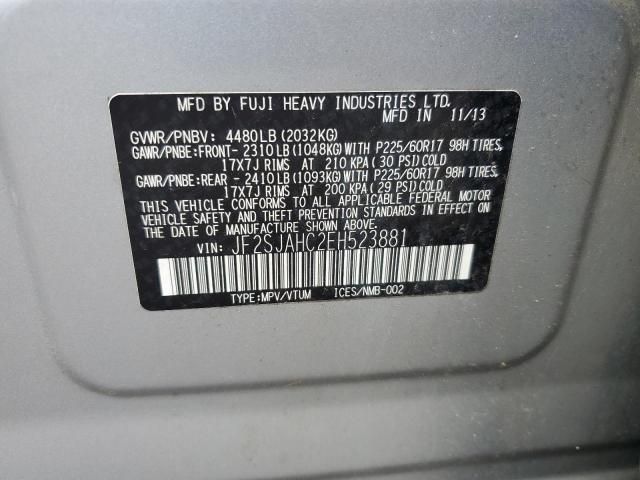 MFD BY FUJI HEAVY INDUSTRIES LTD.
MFD IN 11/13
GVWR/PNBV: 4480LB (2032KG)
GAWR/PNBE:FRONT- 2310LB(1048KG)WITH P225/60R17 98H TIRES,
17X7J RIMS AT 210 KPA (30 PSI)COLD
GAWR/PNBE:REAR - 2410LB(1093KG)WITH P225/60R17 98H TIRES,
17X7J RIMS AT 200 KPA (29 PSI)COLD
THIS VEHICLE CONFORMS TO ALL APPLICABLE FEDERAL MOTOR
VEHICLE SAFETY AND THEFT PREVENTION STANDARDS IN EFFECT ON
THE DATE OF MANUFACTURE SHOWN ABOVE.
VIN: JF2SJAHC2EH523881
TYPE:MPV/VTUM ICES/NMB-002